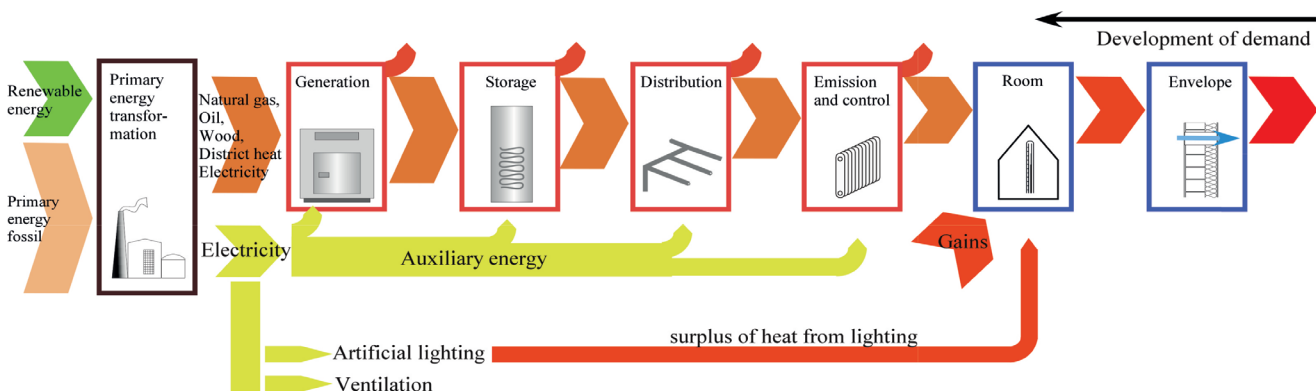 Development of demand
Renewable
energy
Primary
energy
transfor-
mation
Natural gas,
Oil,
Wood,
District heat
Electricity
Generation
Storage
Distribution
Emission
and control
Room
Envelope
Primary
energy
fossil
Electricity
Auxiliary energy
Gains
surplus of heat from lighting
Artificial lighting
Ventilation